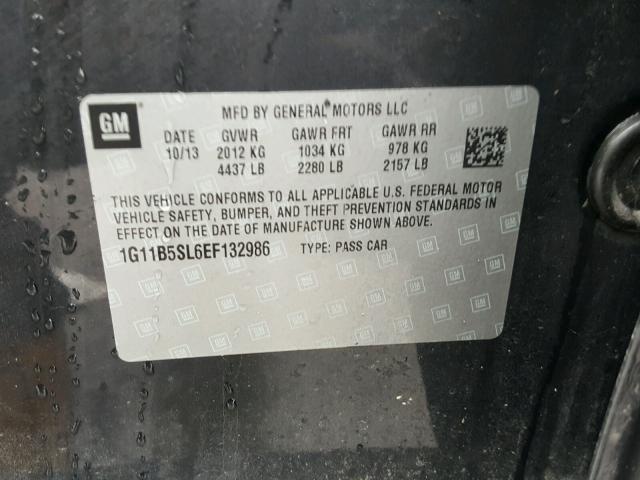 GM
MFD BY GENERAL MOTORS LLC
DATE GVWR GAWR FRT GAWR RR
10/13 2012 KG 1034 KG 978 KG
4437 LB 2280 LB 2157 LB
THIS VEHICLE CONFORMS TO ALL APPLICABLE U.S. FEDERAL MOTOR
VEHICLE SAFETY, BUMPER, AND THEFT PREVENTION STANDARDS IN
EFFECT ON THE DATE OF MANUFACTURE SHOWN ABOVE.
1G11B5SL6EF132986 TYPE: PASS CAR